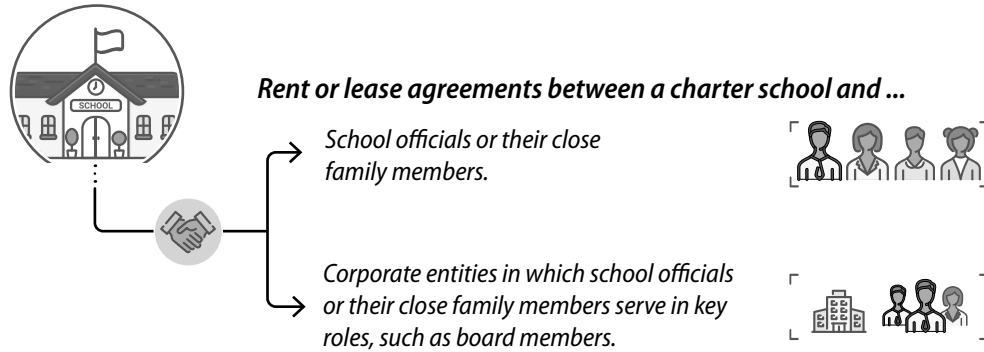 SCHOOL
Rent or lease agreements between a charter school and ...
School officials or their close
family members.
Corporate entities in which school officials
or their close family members serve in key
roles, such as board members.